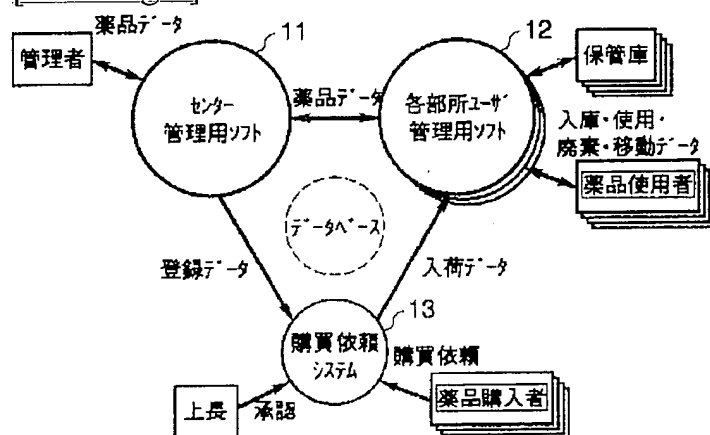 薬品データ
11
12
管理者
センター
管理用ソフト
薬品データ
各部所ユーザ
管理用ソフト
保管庫
入庫・使用・
廃棄・移動データ
薬品使用者
データベース
登録データ
入荷データ
13
購買依頼
システム
購買依頼
上長
承認
薬品購入者